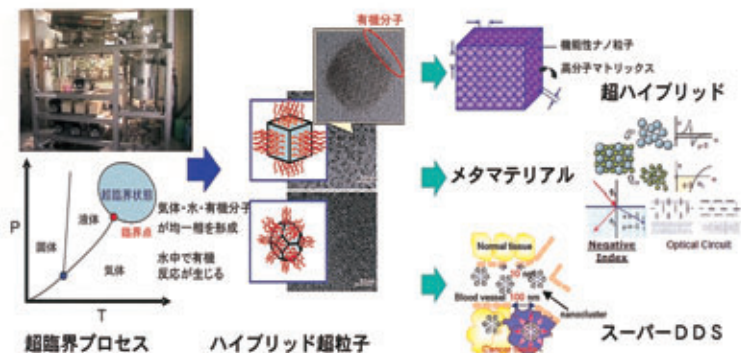 有機分子
機能性ナノ粒子
高分子マトリックス
超ハイブリッド
メタマテリアル
Negative
Index
Optical Circuit
P
固体
液体
超臨界状態
臨界点
気体
T
気体・水・有機分子
が均一相を形成
水中で有機
反応が生じる
Normal tissue
10 nm
Blood vessel
100 nm
nanocluster
Cancer
超臨界プロセス
ハイブリッド超粒子
スーパーDDS